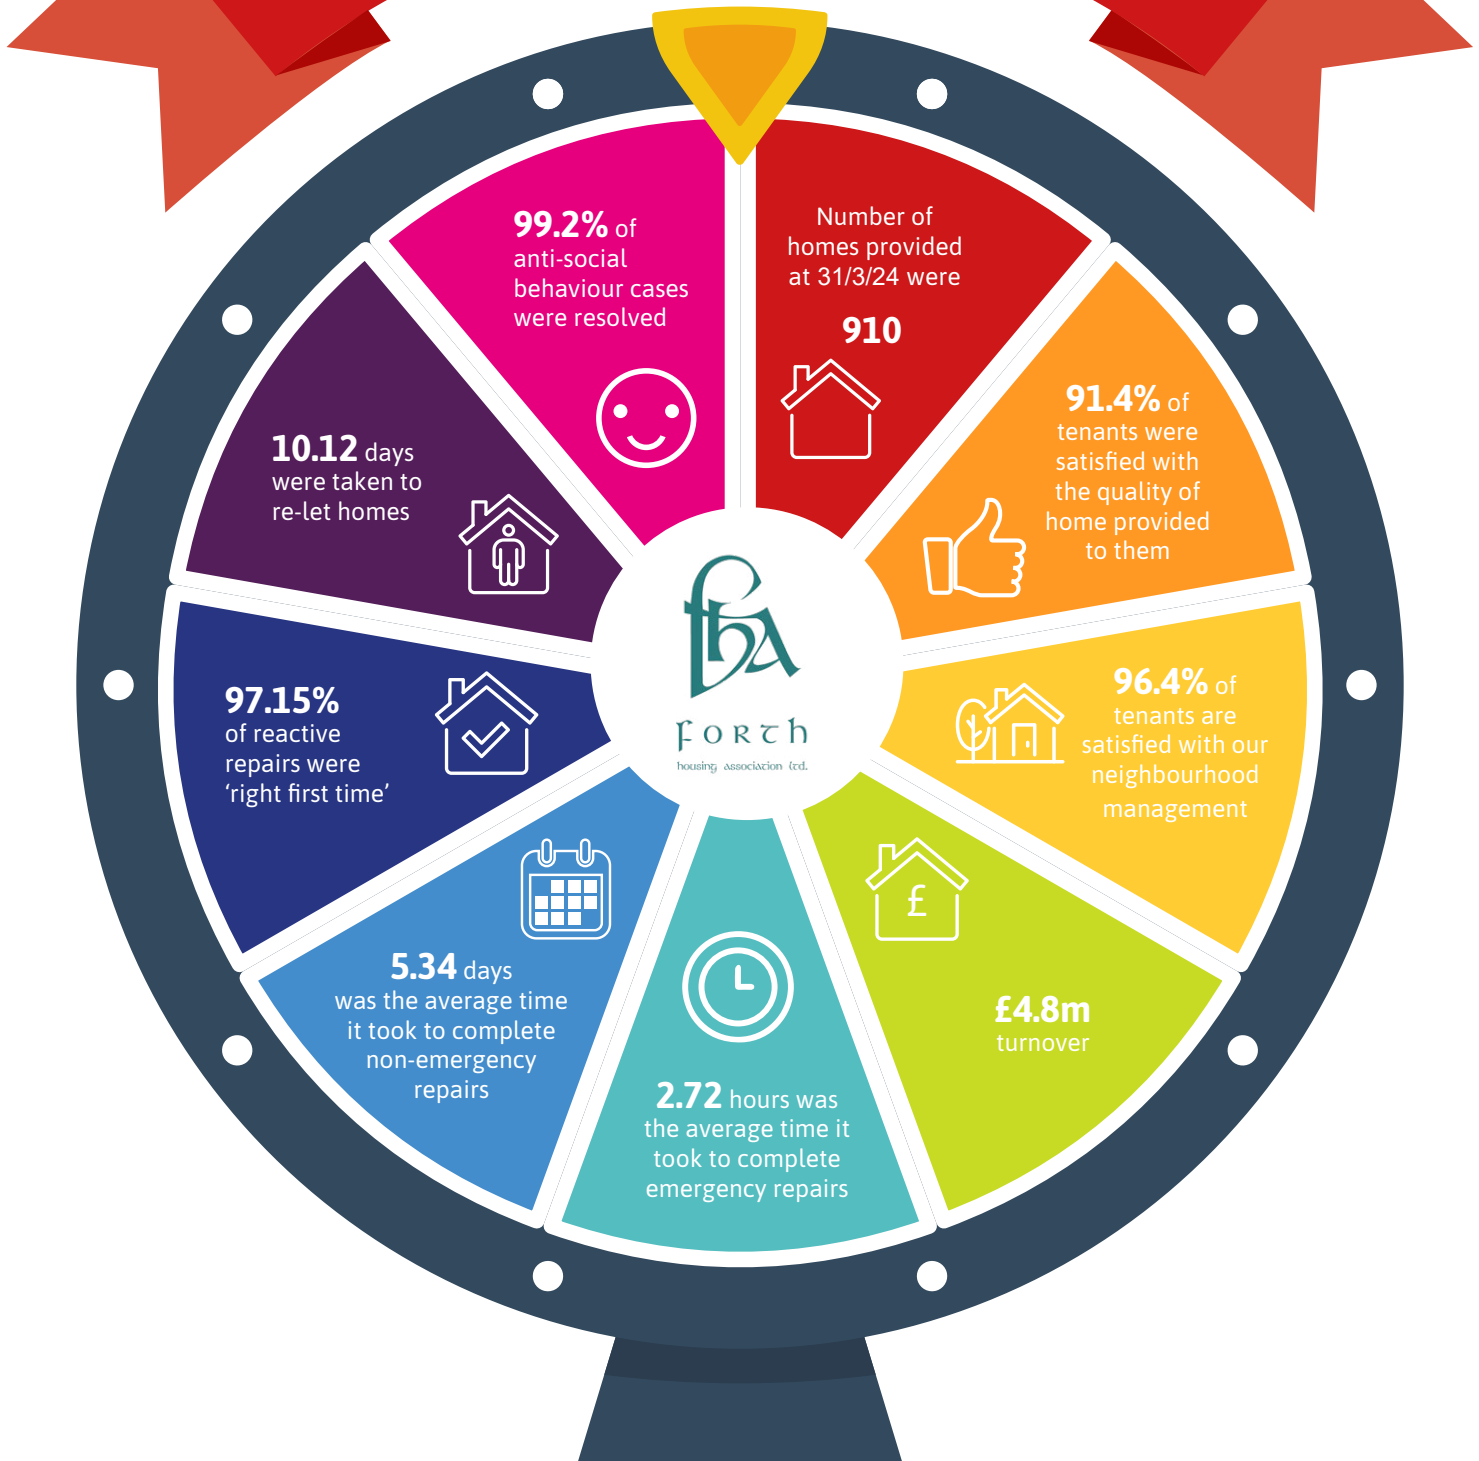 99.2% of
anti-social
behaviour cases
were resolved
Number of
homes provided
at 31/3/24 were
910
91.4% of
tenants were
satisfied with
the quality of
home provided
to them
96.4% of
tenants are
satisfied with our
neighbourhood
management
£
£4.8m
turnover
2.72 hours was
the average time it
took to complete
emergency repairs
5.34 days
was the average time
it took to complete
non-emergency
repairs
97.15%
of reactive
repairs were
‘right first time’
10.12 days
were taken to
re-let homes
fhA
forth
housing association ltd.